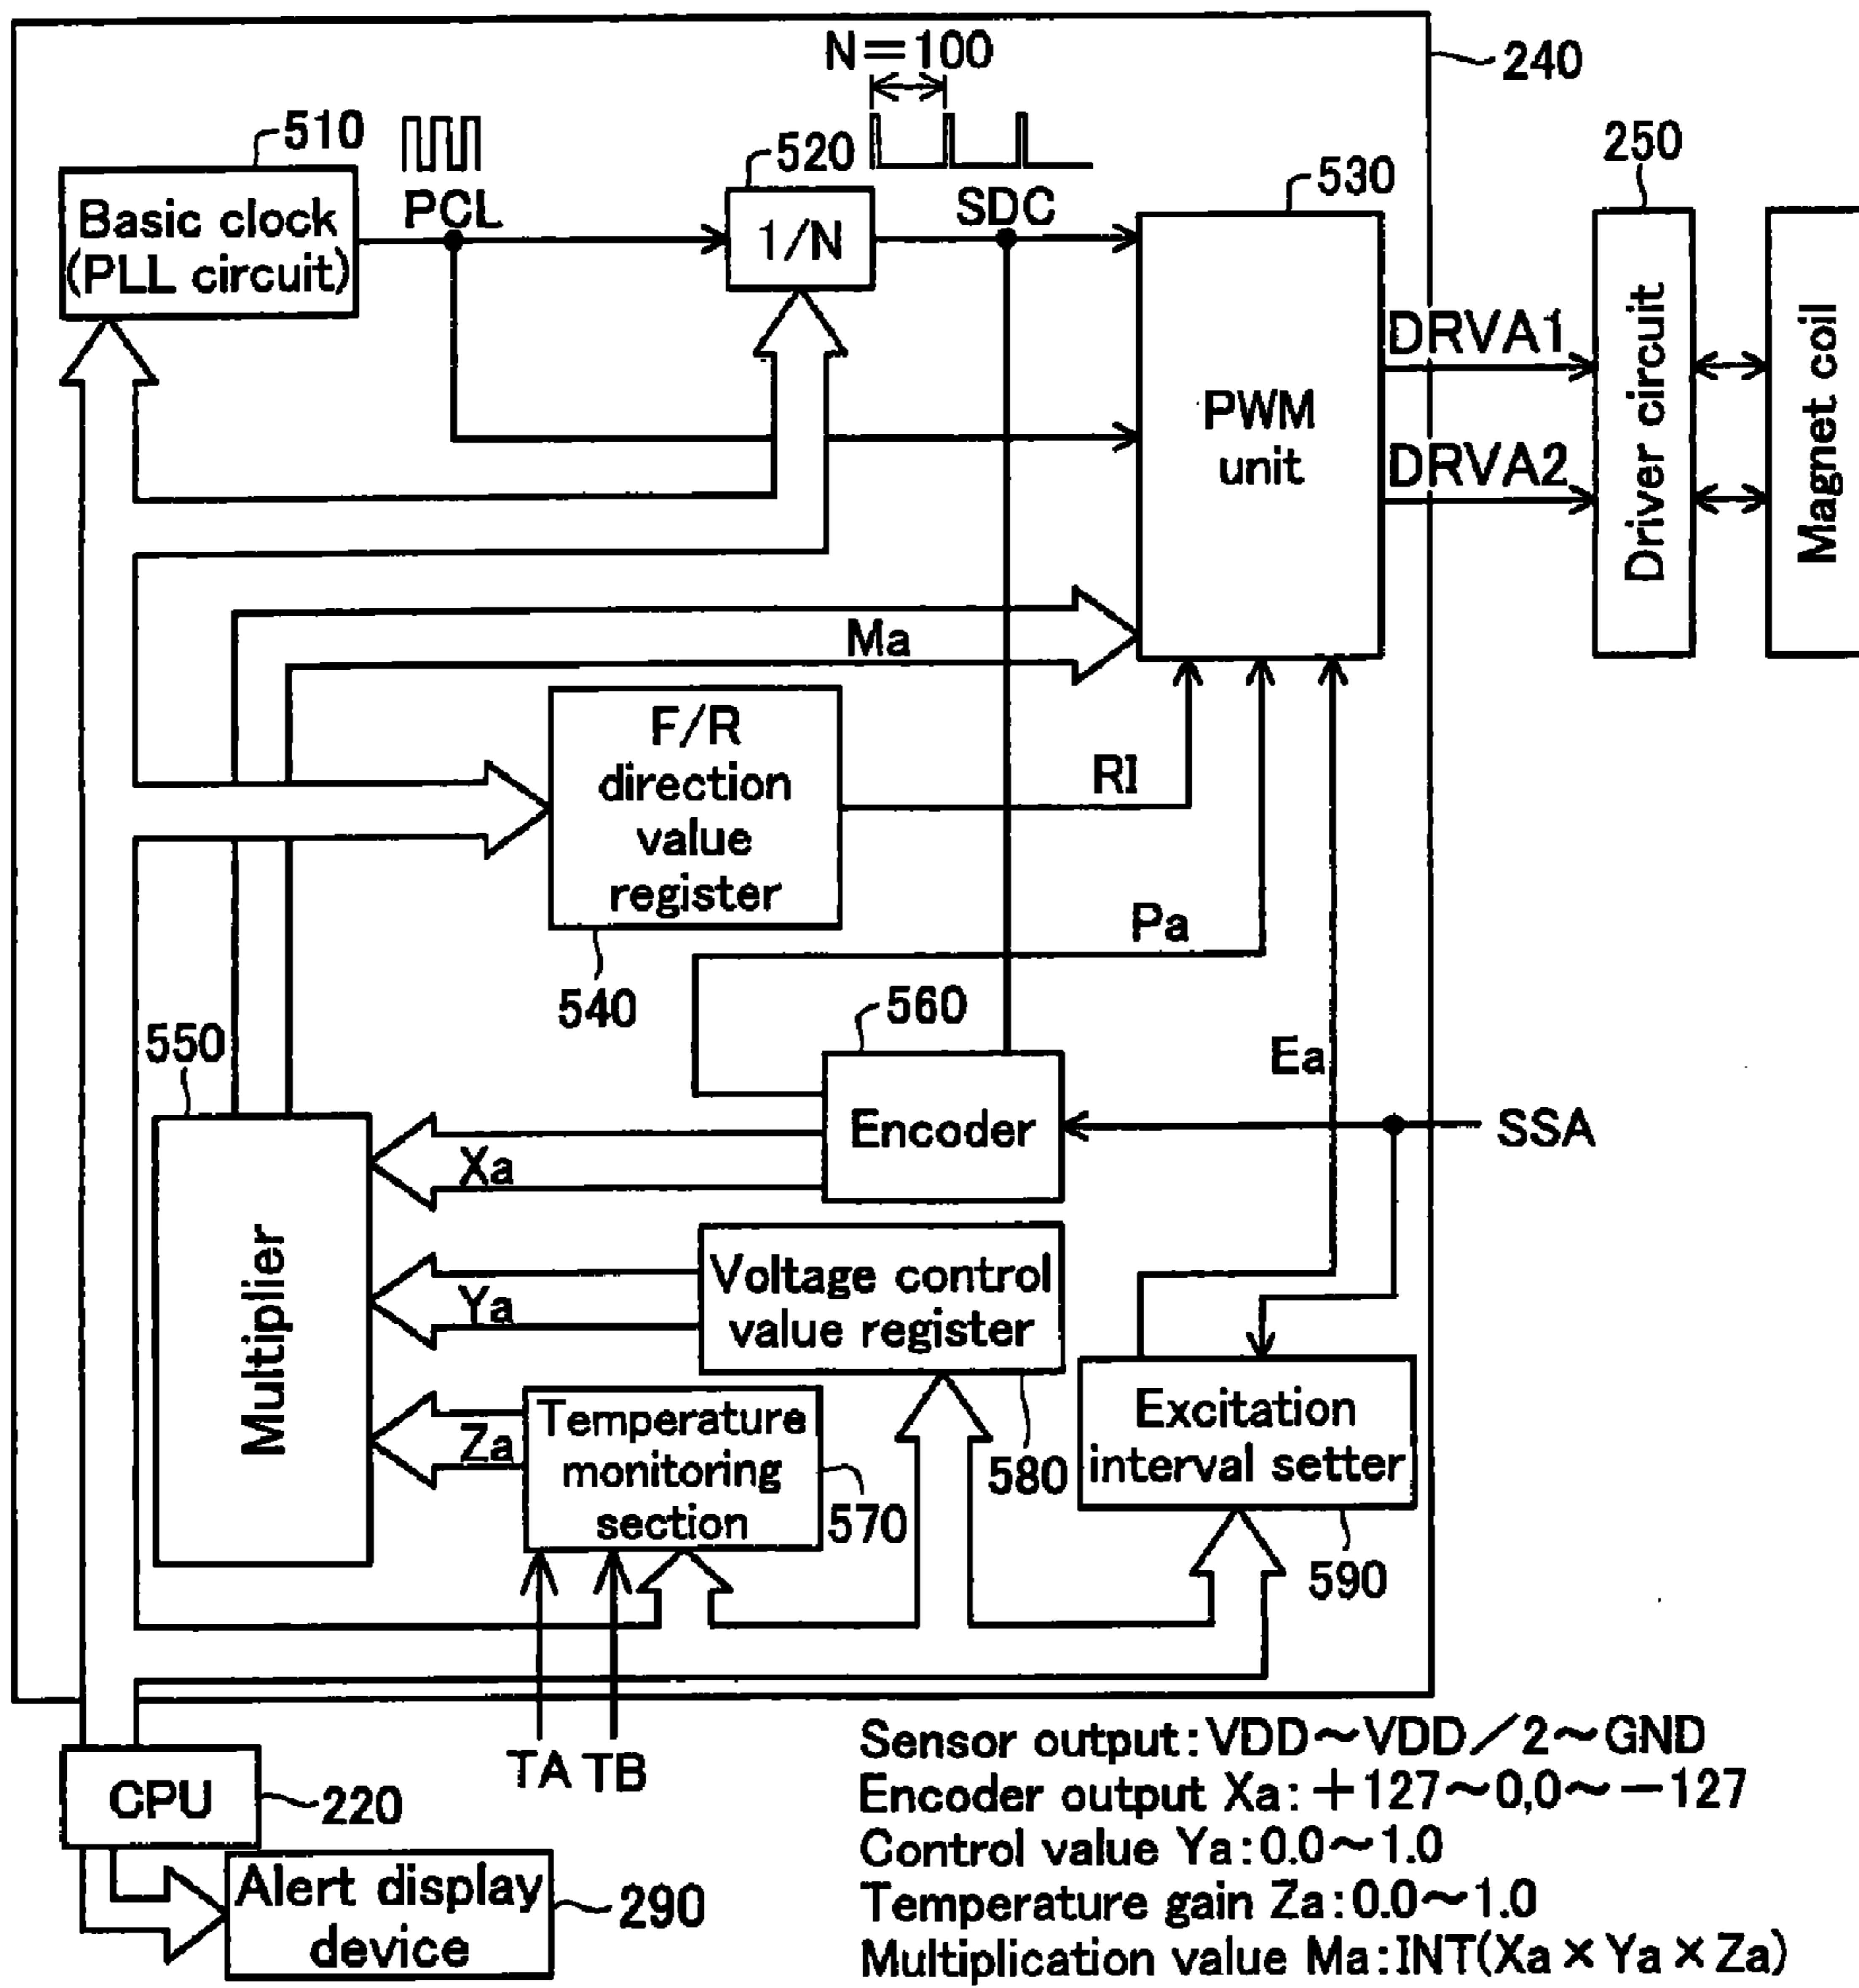 N=100
240
510
520
250
530
Basic clock
(PLL circuit)
PCL
1/N
SDC
PWM
unit
DRVA1
DRVA2
Driver circuit
Magnet coil
Ma
F/R
direction
value
register
RI
540
Pa
550
560
Ea
Encoder
SSA
Xa
Multiplier
Voltage control
value register
Ya
580
Temperature
monitoring
section
Za
570
Excitation
interval setter
590
TA
TB
CPU
220
Alert display
device
290
Sensor output:VDD~VDD/2~GND
Encoder output Xa:+127~0,0~-127
Control value Ya:0.0~1.0
Temperature gain Za:0.0~1.0
Multiplication value Ma:INT(Xa×Ya×Za)